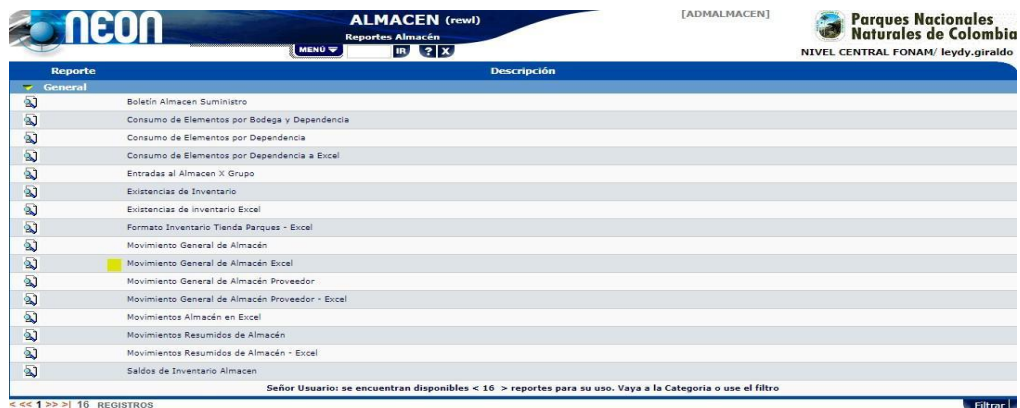 neon
ALMACEN (rewl)
Reportes Almacén
[ADMALMACEN]
Parques Nacionales
Naturales de Colombia
MENÚ IR ? X
NIVEL CENTRAL FONAM/ leydy.giraldo
Reporte Descripción
General
Boletín Almacen Suministro
Consumo de Elementos por Bodega y Dependencia
Consumo de Elementos por Dependencia
Consumo de Elementos por Dependencia a Excel
Entradas al Almacen X Grupo
Existencias de Inventario
Existencias de inventario Excel
Formato Inventario Tienda Parques - Excel
Movimiento General de Almacén
Movimiento General de Almacén Excel
Movimiento General de Almacén Proveedor
Movimiento General de Almacén Proveedor - Excel
Movimientos Almacén en Excel
Movimientos Resumidos de Almacén
Movimientos Resumidos de Almacén - Excel
Saldos de Inventario Almacen
Señor Usuario: se encuentran disponibles < 16 > reportes para su uso. Vaya a la Categoria o use el filtro
< << 1 >> >| 16 REGISTROS Filtrar